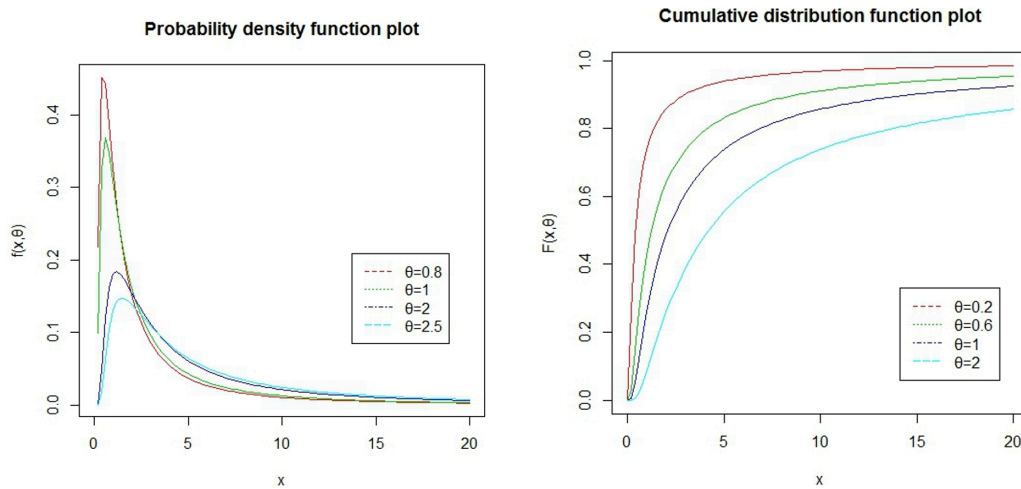 Probability density function plot
f(x,θ)
0.4
0.3
0.2
0.1
0.0
θ=0.8
θ=1
θ=2
θ=2.5
0 5 10 15 20
x
Cumulative distribution function plot
F(x,θ)
1.0
0.8
0.6
0.4
0.2
0.0
θ=0.2
θ=0.6
θ=1
θ=2
0 5 10 15 20
x